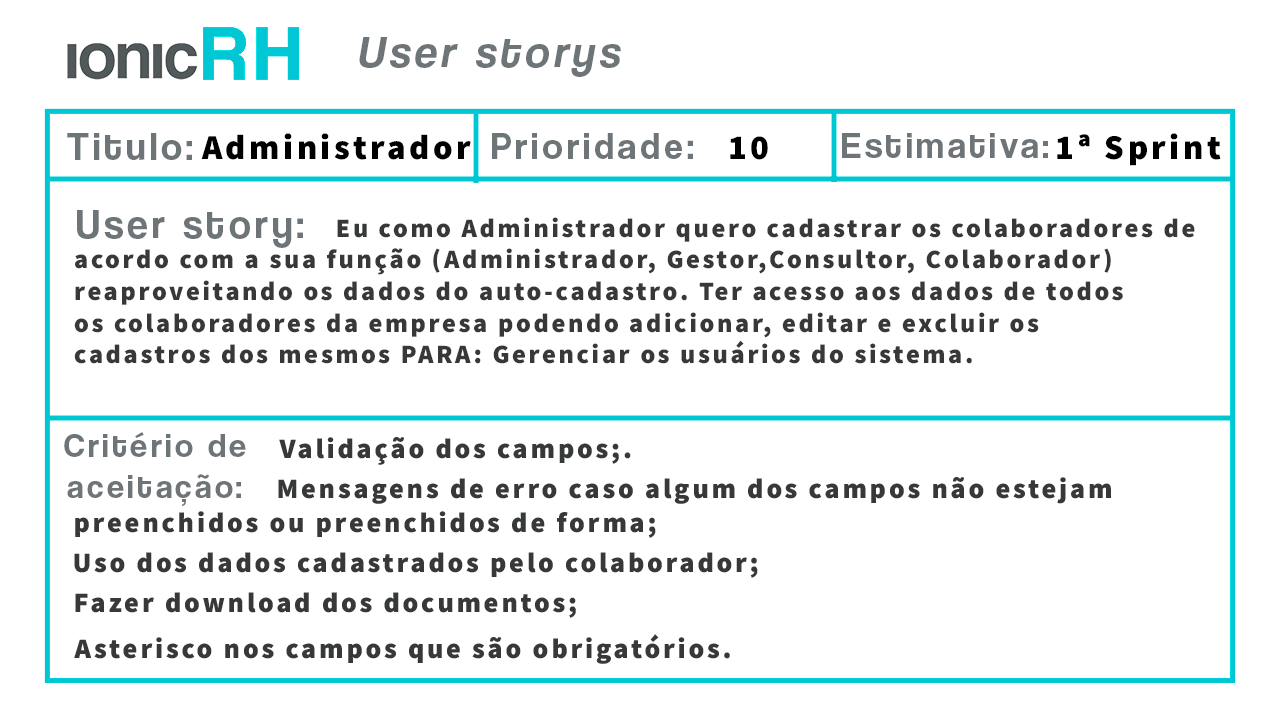 ionicRH User storys
Titulo: Administrador Prioridade: 10 Estimativa: 1ª Sprint
User story: Eu como Administrador quero cadastrar os colaboradores de
acordo com a sua função (Administrador, Gestor,Consultor, Colaborador)
reaproveitando os dados do auto-cadastro. Ter acesso aos dados de todos
os colaboradores da empresa podendo adicionar, editar e excluir os
cadastros dos mesmos PARA: Gerenciar os usuários do sistema.
Critério de Validação dos campos;.
aceitação: Mensagens de erro caso algum dos campos não estejam
preenchidos ou preenchidos de forma;
Uso dos dados cadastrados pelo colaborador;
Fazer download dos documentos;
Asterisco nos campos que são obrigatórios.